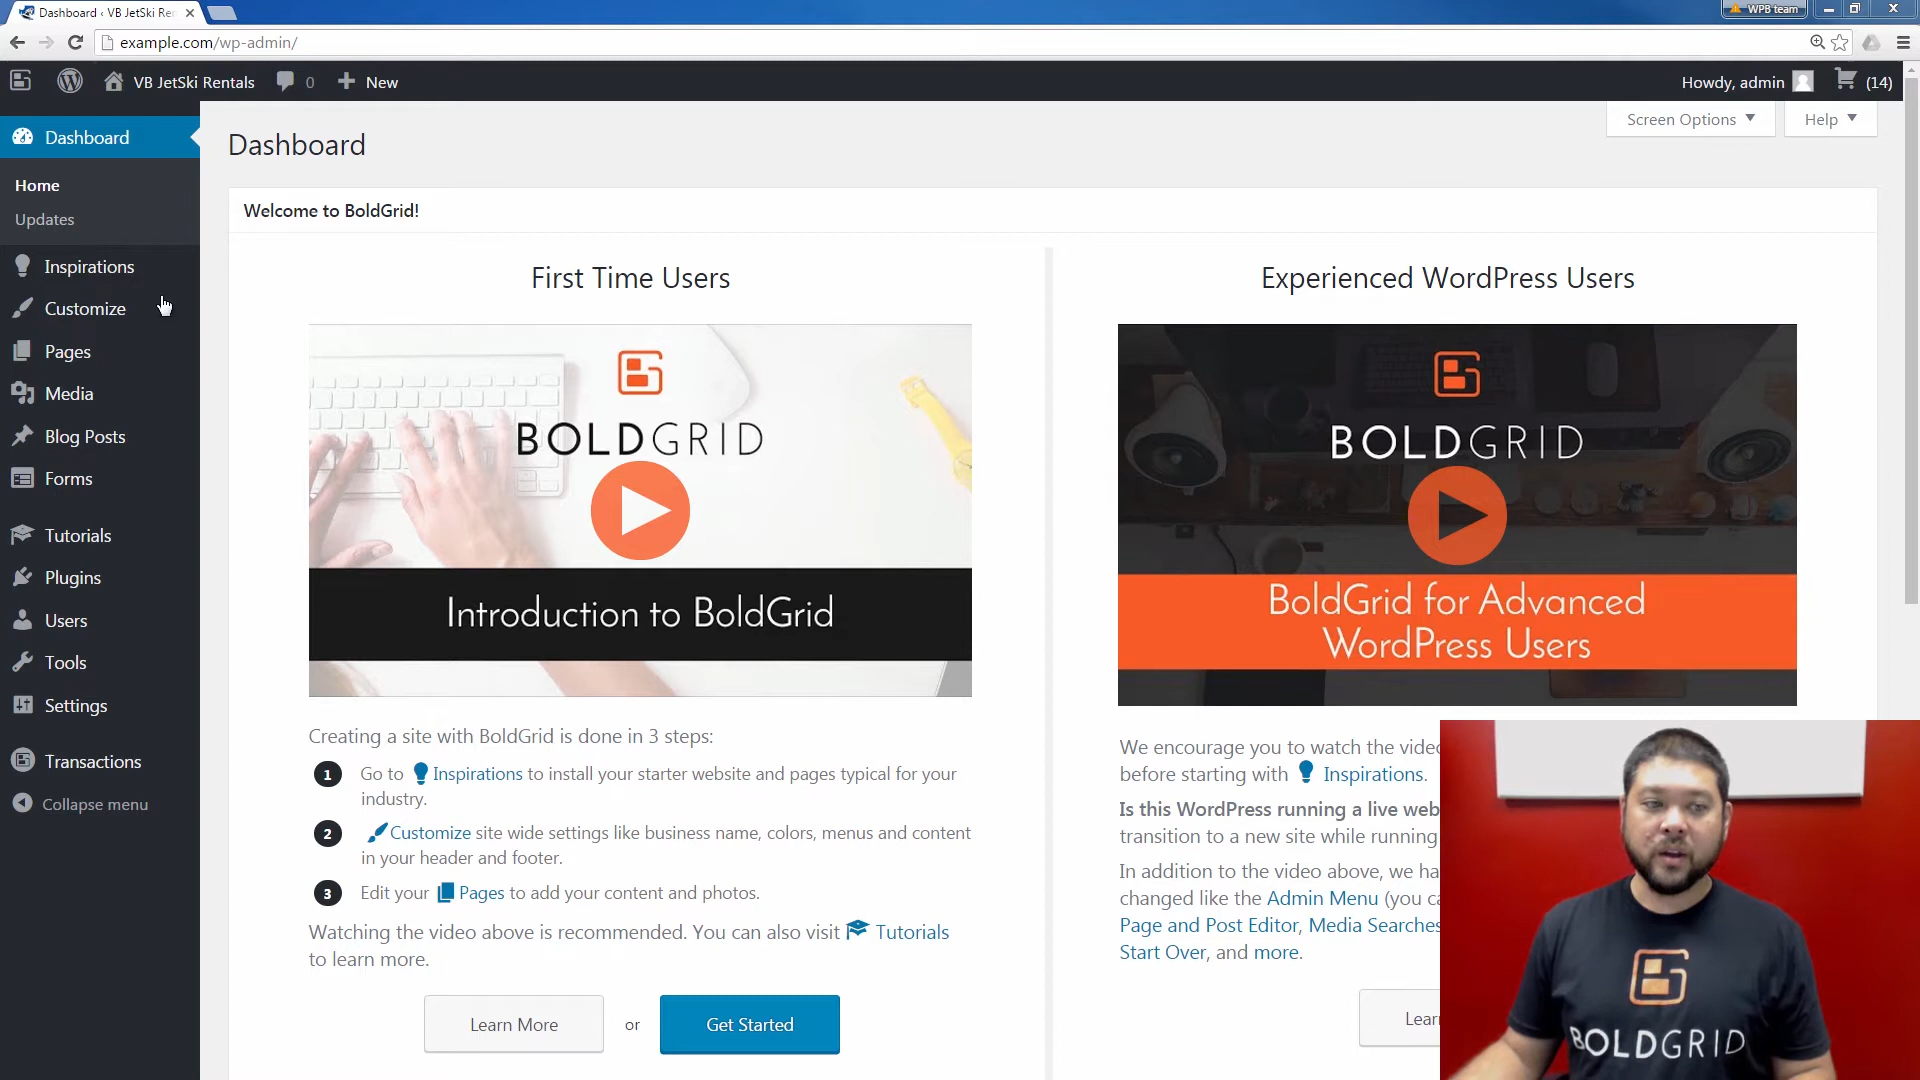 Dashboard ‹ VB JetSki Ren
WPB team
example.com/wp-admin/
VB JetSki Rentals
0
New
Howdy, admin
(14)
Screen Options
Help
Dashboard
Home
Updates
Inspirations
Customize
Pages
Media
Blog Posts
Forms
Tutorials
Plugins
Users
Tools
Settings
Transactions
Collapse menu
Dashboard
Welcome to BoldGrid!
First Time Users
BOLDGRID
Introduction to BoldGrid
Creating a site with BoldGrid is done in 3 steps:
1 Go to Inspirations to install your starter website and pages typical for your
industry.
2 Customize site wide settings like business name, colors, menus and content
in your header and footer.
3 Edit your Pages to add your content and photos.
Watching the video above is recommended. You can also visit Tutorials
to learn more.
Learn More
or
Get Started
Experienced WordPress Users
BOLDGRID
BoldGrid for Advanced
WordPress Users
We encourage you to watch the video
before starting with Inspirations.
Is this WordPress running a live web
transition to a new site while running
In addition to the video above, we ha
changed like the Admin Menu (you ca
Page and Post Editor, Media Searches
Start Over, and more.
Lear
BOLDGRID